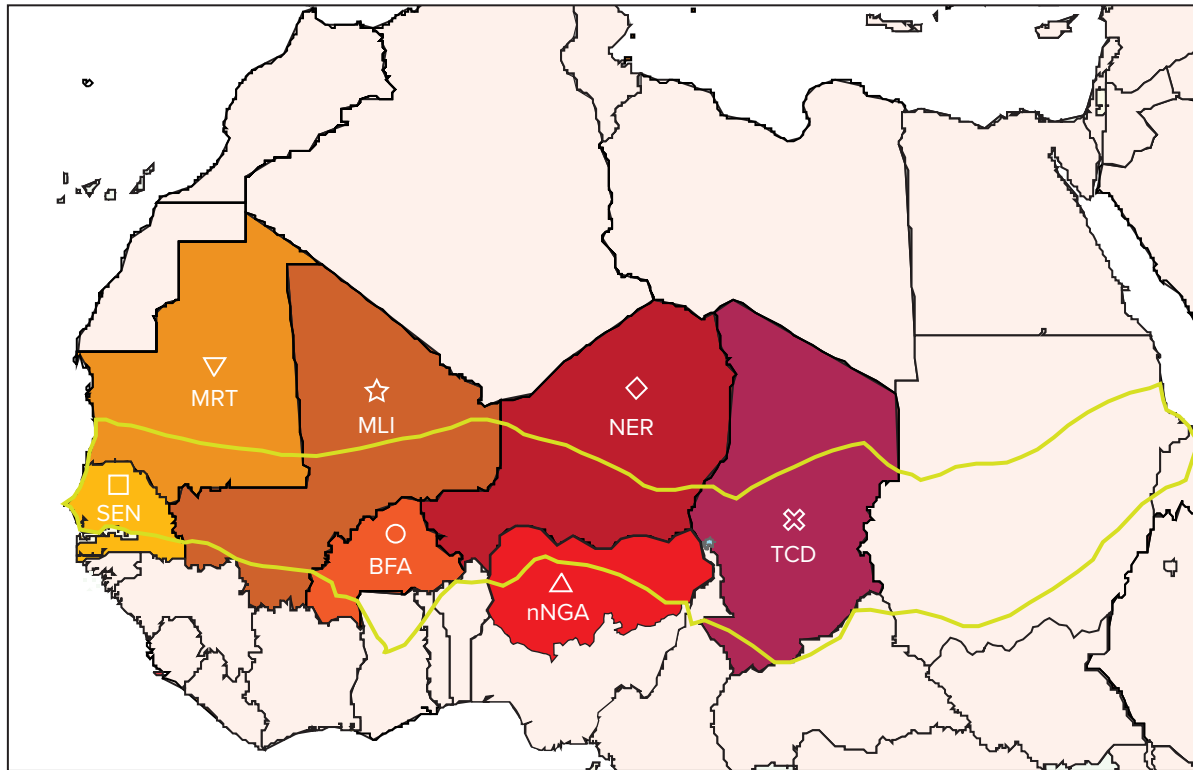 MRT
MLI
NER
SEN
TCD
BFA
nNGA